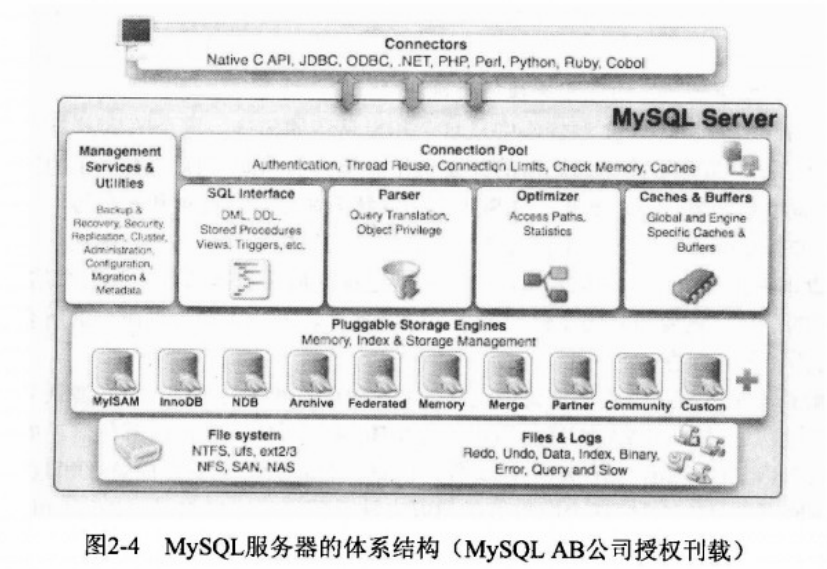 Connectors
Native C API, JDBC, ODBC, .NET, PHP, Perl, Python, Ruby, Cobol
MySQL Server
Management
Services &
Utilities
Backup &
Recovery, Security,
Replication, Cluster,
Administration,
Configuration,
Migration &
Metadata
Connection Pool
Authentication, Thread Reuse, Connection Limits, Check Memory, Caches
SQL Interface
DML, DDL,
Stored Procedures
Views, Triggers, etc.
Parser
Query Translation,
Object Privilege
Optimizer
Access Paths,
Statistics
Caches & Buffers
Global and Engine
Specific Caches &
Buffers
Pluggable Storage Engines
Memory, Index & Storage Management
MyISAM InnoDB NDB Archive Federated Memory Merge Partner Community Custom
File system
NTFS, ufs, ext2/3
NFS, SAN, NAS
Files & Logs
Redo, Undo, Data, Index, Binary,
Error, Query and Slow
图2-4 MySQL服务器的体系结构（MySQL AB公司授权刊载）